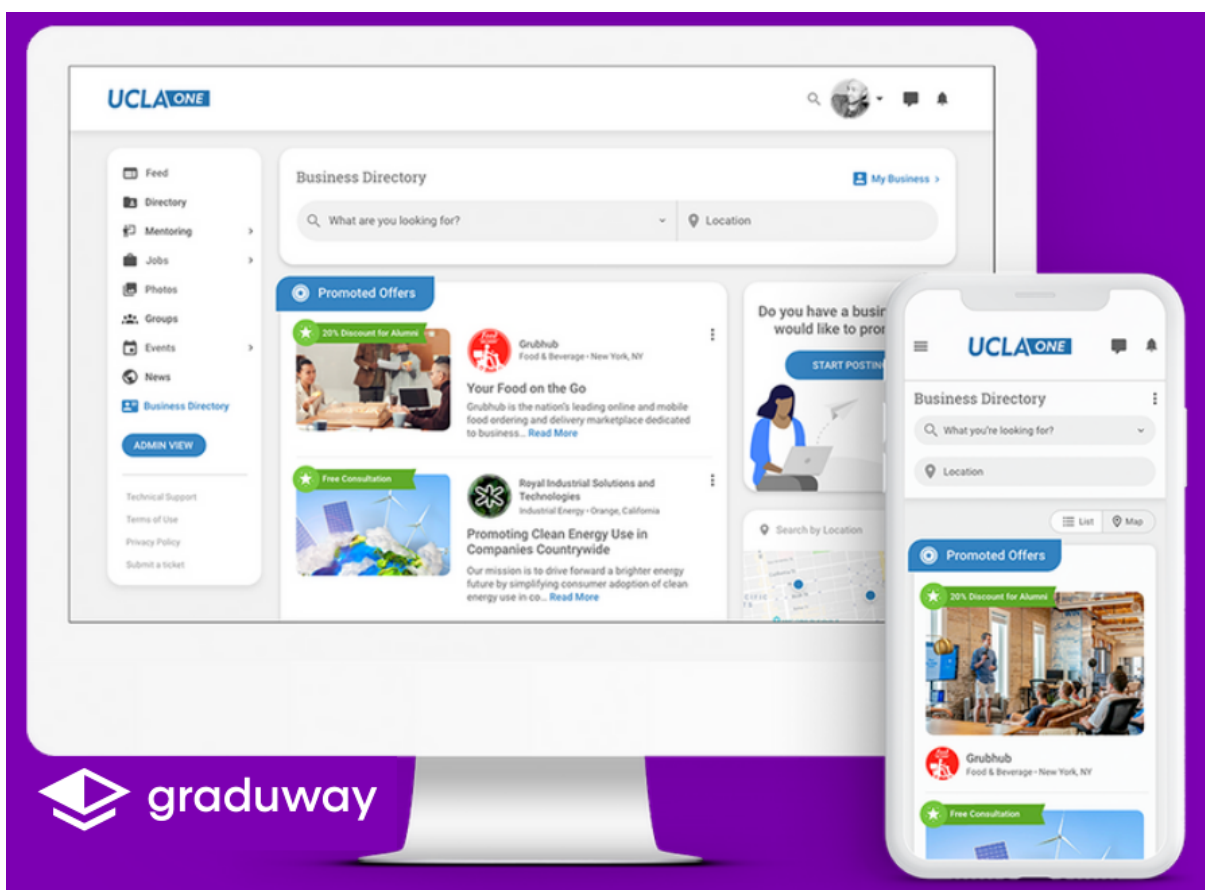 UCLA ONE
Feed
Directory
Mentoring
Jobs
Photos
Groups
Events
News
Business Directory
ADMIN VIEW
Technical Support
Terms of Use
Privacy Policy
Submit a ticket
Business Directory
My Business >
What are you looking for?
Location
Promoted Offers
20% Discount for Alumni
Grubhub
Food & Beverage • New York, NY
Your Food on the Go
Grubhub is the nation's leading online and mobile
food ordering and delivery marketplace dedicated
to business... Read More
Free Consultation
Royal Industrial Solutions and
Technologies
Industrial Energy • Orange, California
Promoting Clean Energy Use in
Companies Countrywide
Our mission is to drive forward a brighter energy
future by simplifying consumer adoption of clean
energy use in co... Read More
Do you have a busin
would like to pro
START POSTING
Search by Location
UCLA ONE
Business Directory
What you're looking for?
Location
List
Map
Promoted Offers
20% Discount for Alumni
Grubhub
Food & Beverage • New York, NY
Free Consultation
graduway